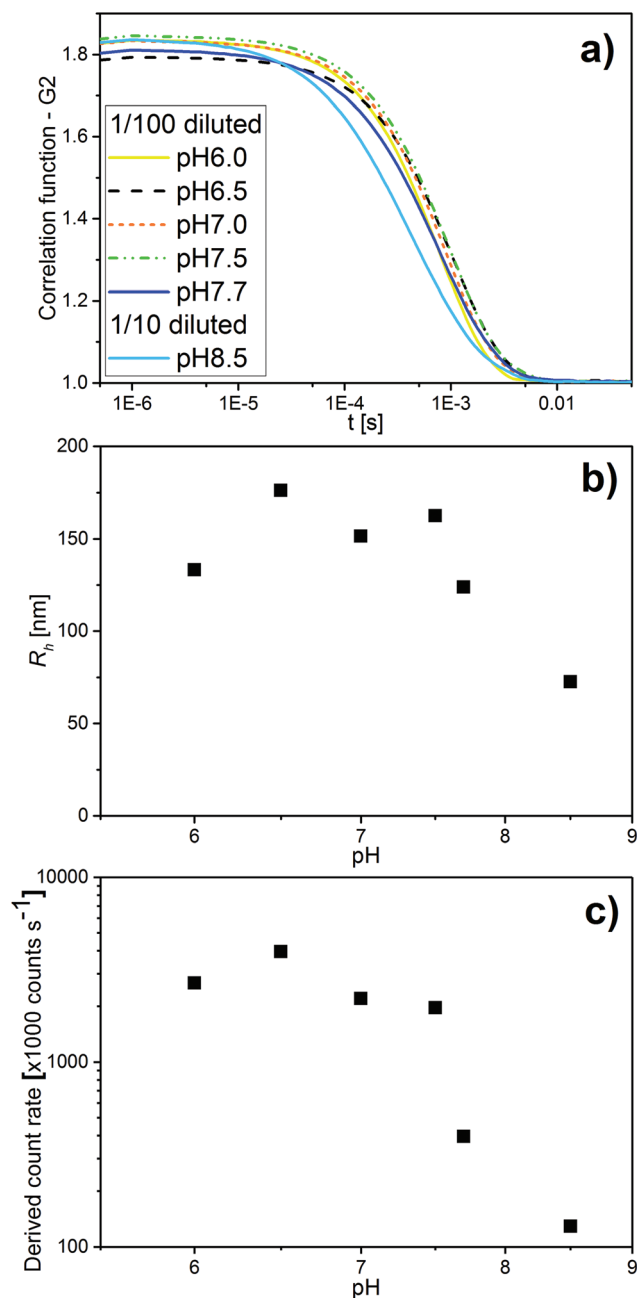 a)
Correlation function - G2
1.8
1.6
1.4
1.2
1.0
1/100 diluted
pH6.0
pH6.5
pH7.0
pH7.5
pH7.7
1/10 diluted
pH8.5
1E-6 1E-5 1E-4 1E-3 0.01
t [s]
b)
Rh [nm]
200
150
100
50
0
6 7 8 9
pH
c)
Derived count rate [x1000 counts s-1]
10000
1000
100
6 7 8 9
pH